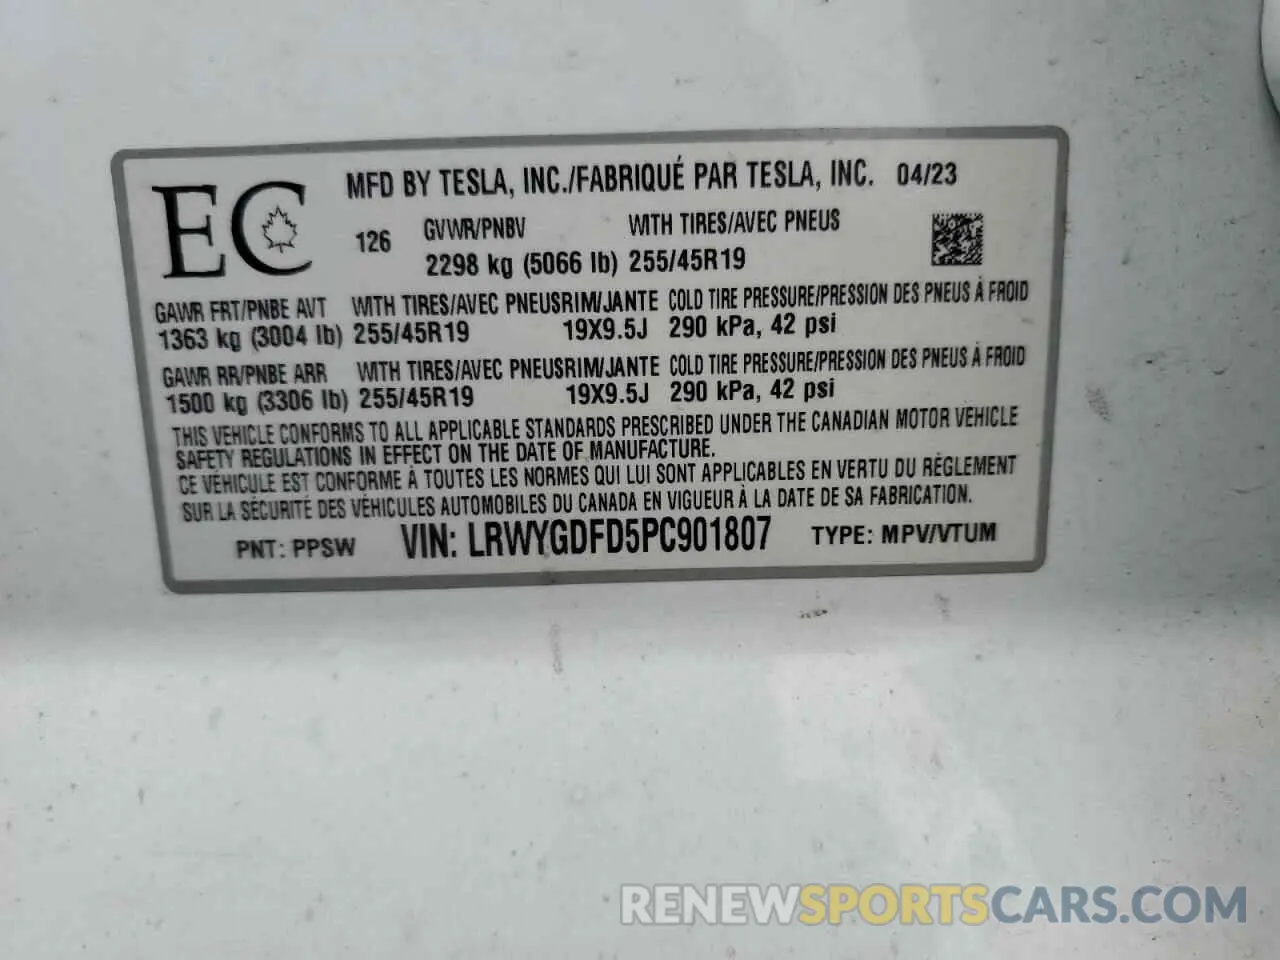 MFD BY TESLA, INC./FABRIQUÉ PAR TESLA, INC. 04/23
EC 126 GVWR/PNBV WITH TIRES/AVEC PNEUS
2298 kg (5066 lb) 255/45R19
GAWR FRT/PNBE AVT WITH TIRES/AVEC PNEUSRIM/JANTE COLD TIRE PRESSURE/PRESSION DES PNEUS À FROID
1363 kg (3004 lb) 255/45R19 19X9.5J 290 kPa, 42 psi
GAWR RR/PNBE ARR WITH TIRES/AVEC PNEUSRIM/JANTE COLD TIRE PRESSURE/PRESSION DES PNEUS À FROID
1500 kg (3306 lb) 255/45R19 19X9.5J 290 kPa, 42 psi
THIS VEHICLE CONFORMS TO ALL APPLICABLE STANDARDS PRESCRIBED UNDER THE CANADIAN MOTOR VEHICLE
SAFETY REGULATIONS IN EFFECT ON THE DATE OF MANUFACTURE.
CE VÉHICULE EST CONFORME À TOUTES LES NORMES QUI LUI SONT APPLICABLES EN VERTU DU RÈGLEMENT
SUR LA SÉCURITÉ DES VÉHICULES AUTOMOBILES DU CANADA EN VIGUEUR À LA DATE DE SA FABRICATION.
PNT: PPSW VIN: LRWYGDFD5PC901807 TYPE: MPV/VTUM
RENEWSPORTSCARS.COM